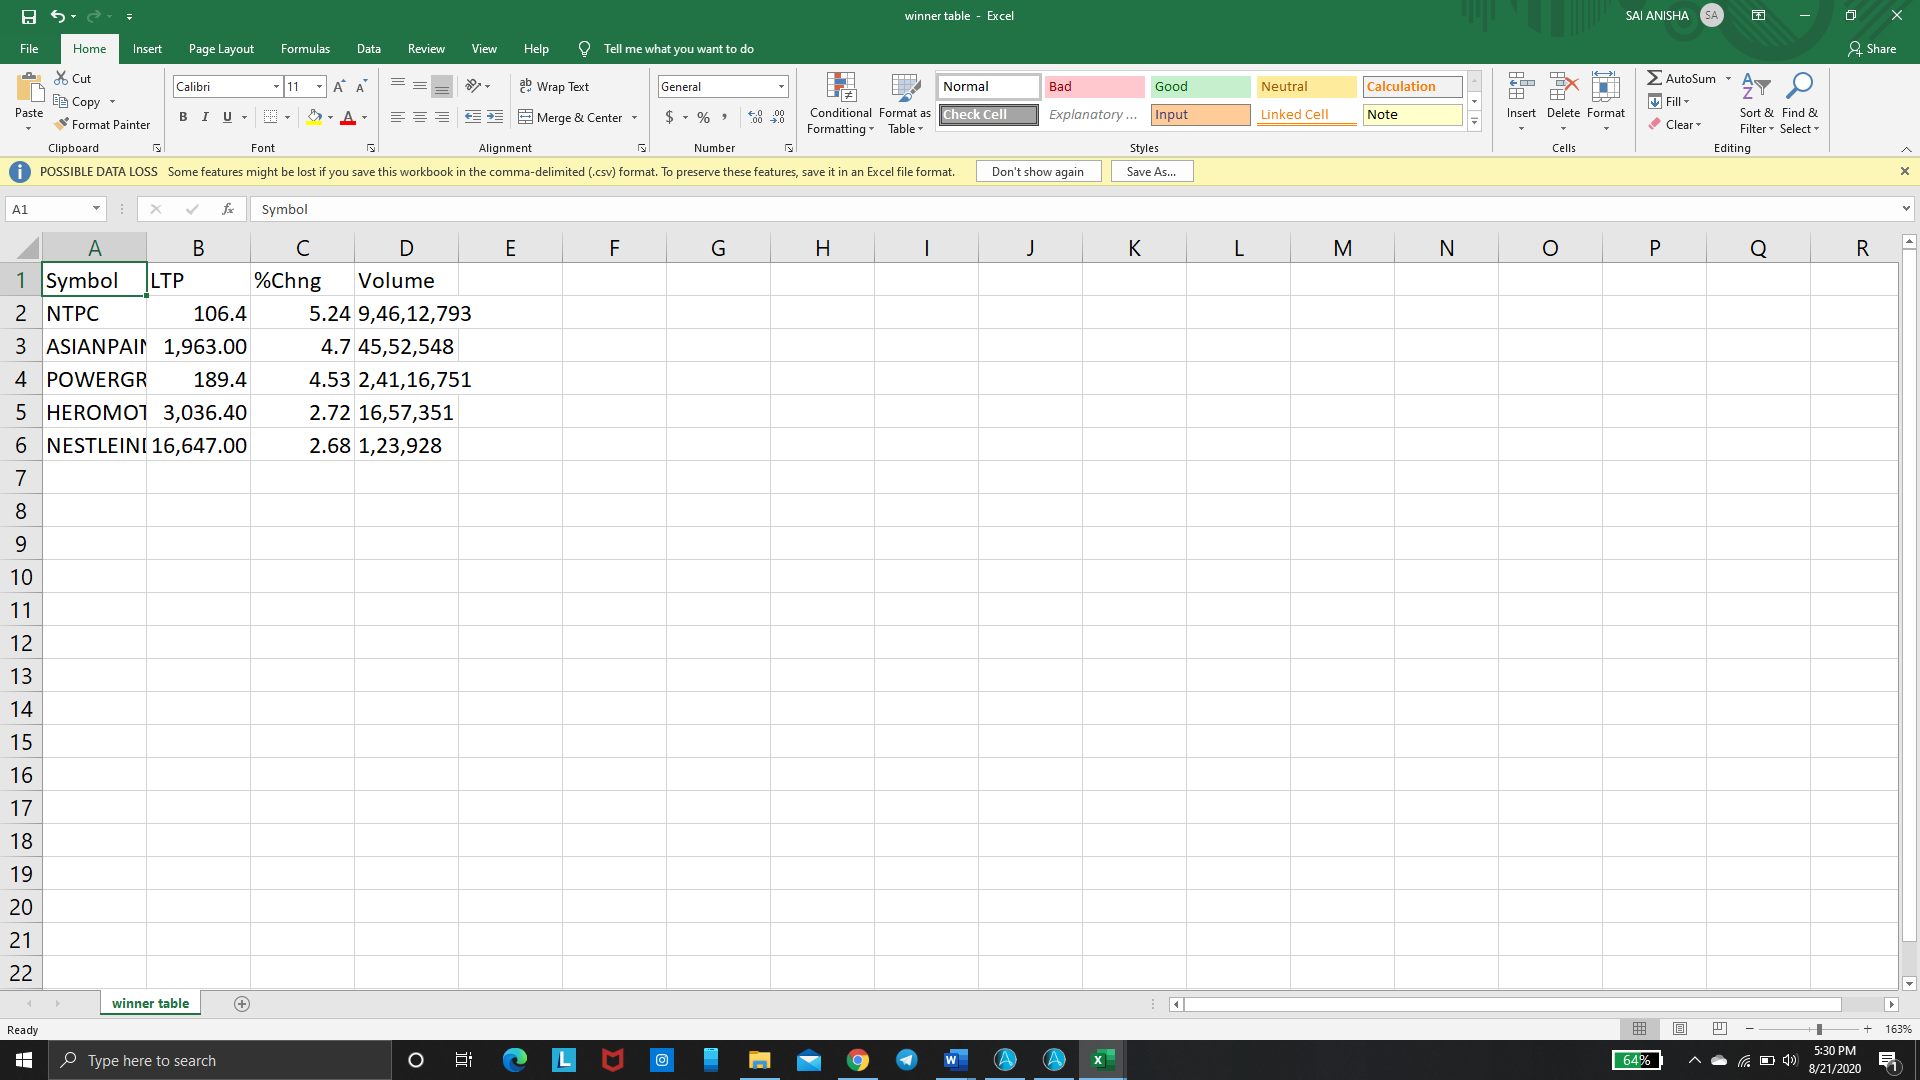 winner table - Excel
SAI ANISHA SA
File Home Insert Page Layout Formulas Data Review View Help Tell me what you want to do Share
Paste
Cut
Copy
Format Painter
Clipboard
Calibri 11 A A
B I U A
Font
Wrap Text
Merge & Center
Alignment
General
$ % , .00 .00
Number
Conditional Formatting
Format as Table
Normal Bad Good Neutral Calculation
Check Cell Explanatory ... Input Linked Cell Note
Styles
Insert Delete Format
Cells
AutoSum
Fill
Clear
Sort & Filter
Find & Select
Editing
POSSIBLE DATA LOSS Some features might be lost if you save this workbook in the comma-delimited (.csv) format. To preserve these features, save it in an Excel file format. Don't show again Save As...
A1 fx Symbol
A B C D E F G H I J K L M N O P Q R
1 Symbol LTP %Chng Volume
2 NTPC 106.4 5.24 9,46,12,793
3 ASIANPAIN 1,963.00 4.7 45,52,548
4 POWERGR 189.4 4.53 2,41,16,751
5 HEROMOT 3,036.40 2.72 16,57,351
6 NESTLEIND 16,647.00 2.68 1,23,928
7
8
9
10
11
12
13
14
15
16
17
18
19
20
21
22
winner table
Ready 163%
Type here to search
64% 5:30 PM
8/21/2020